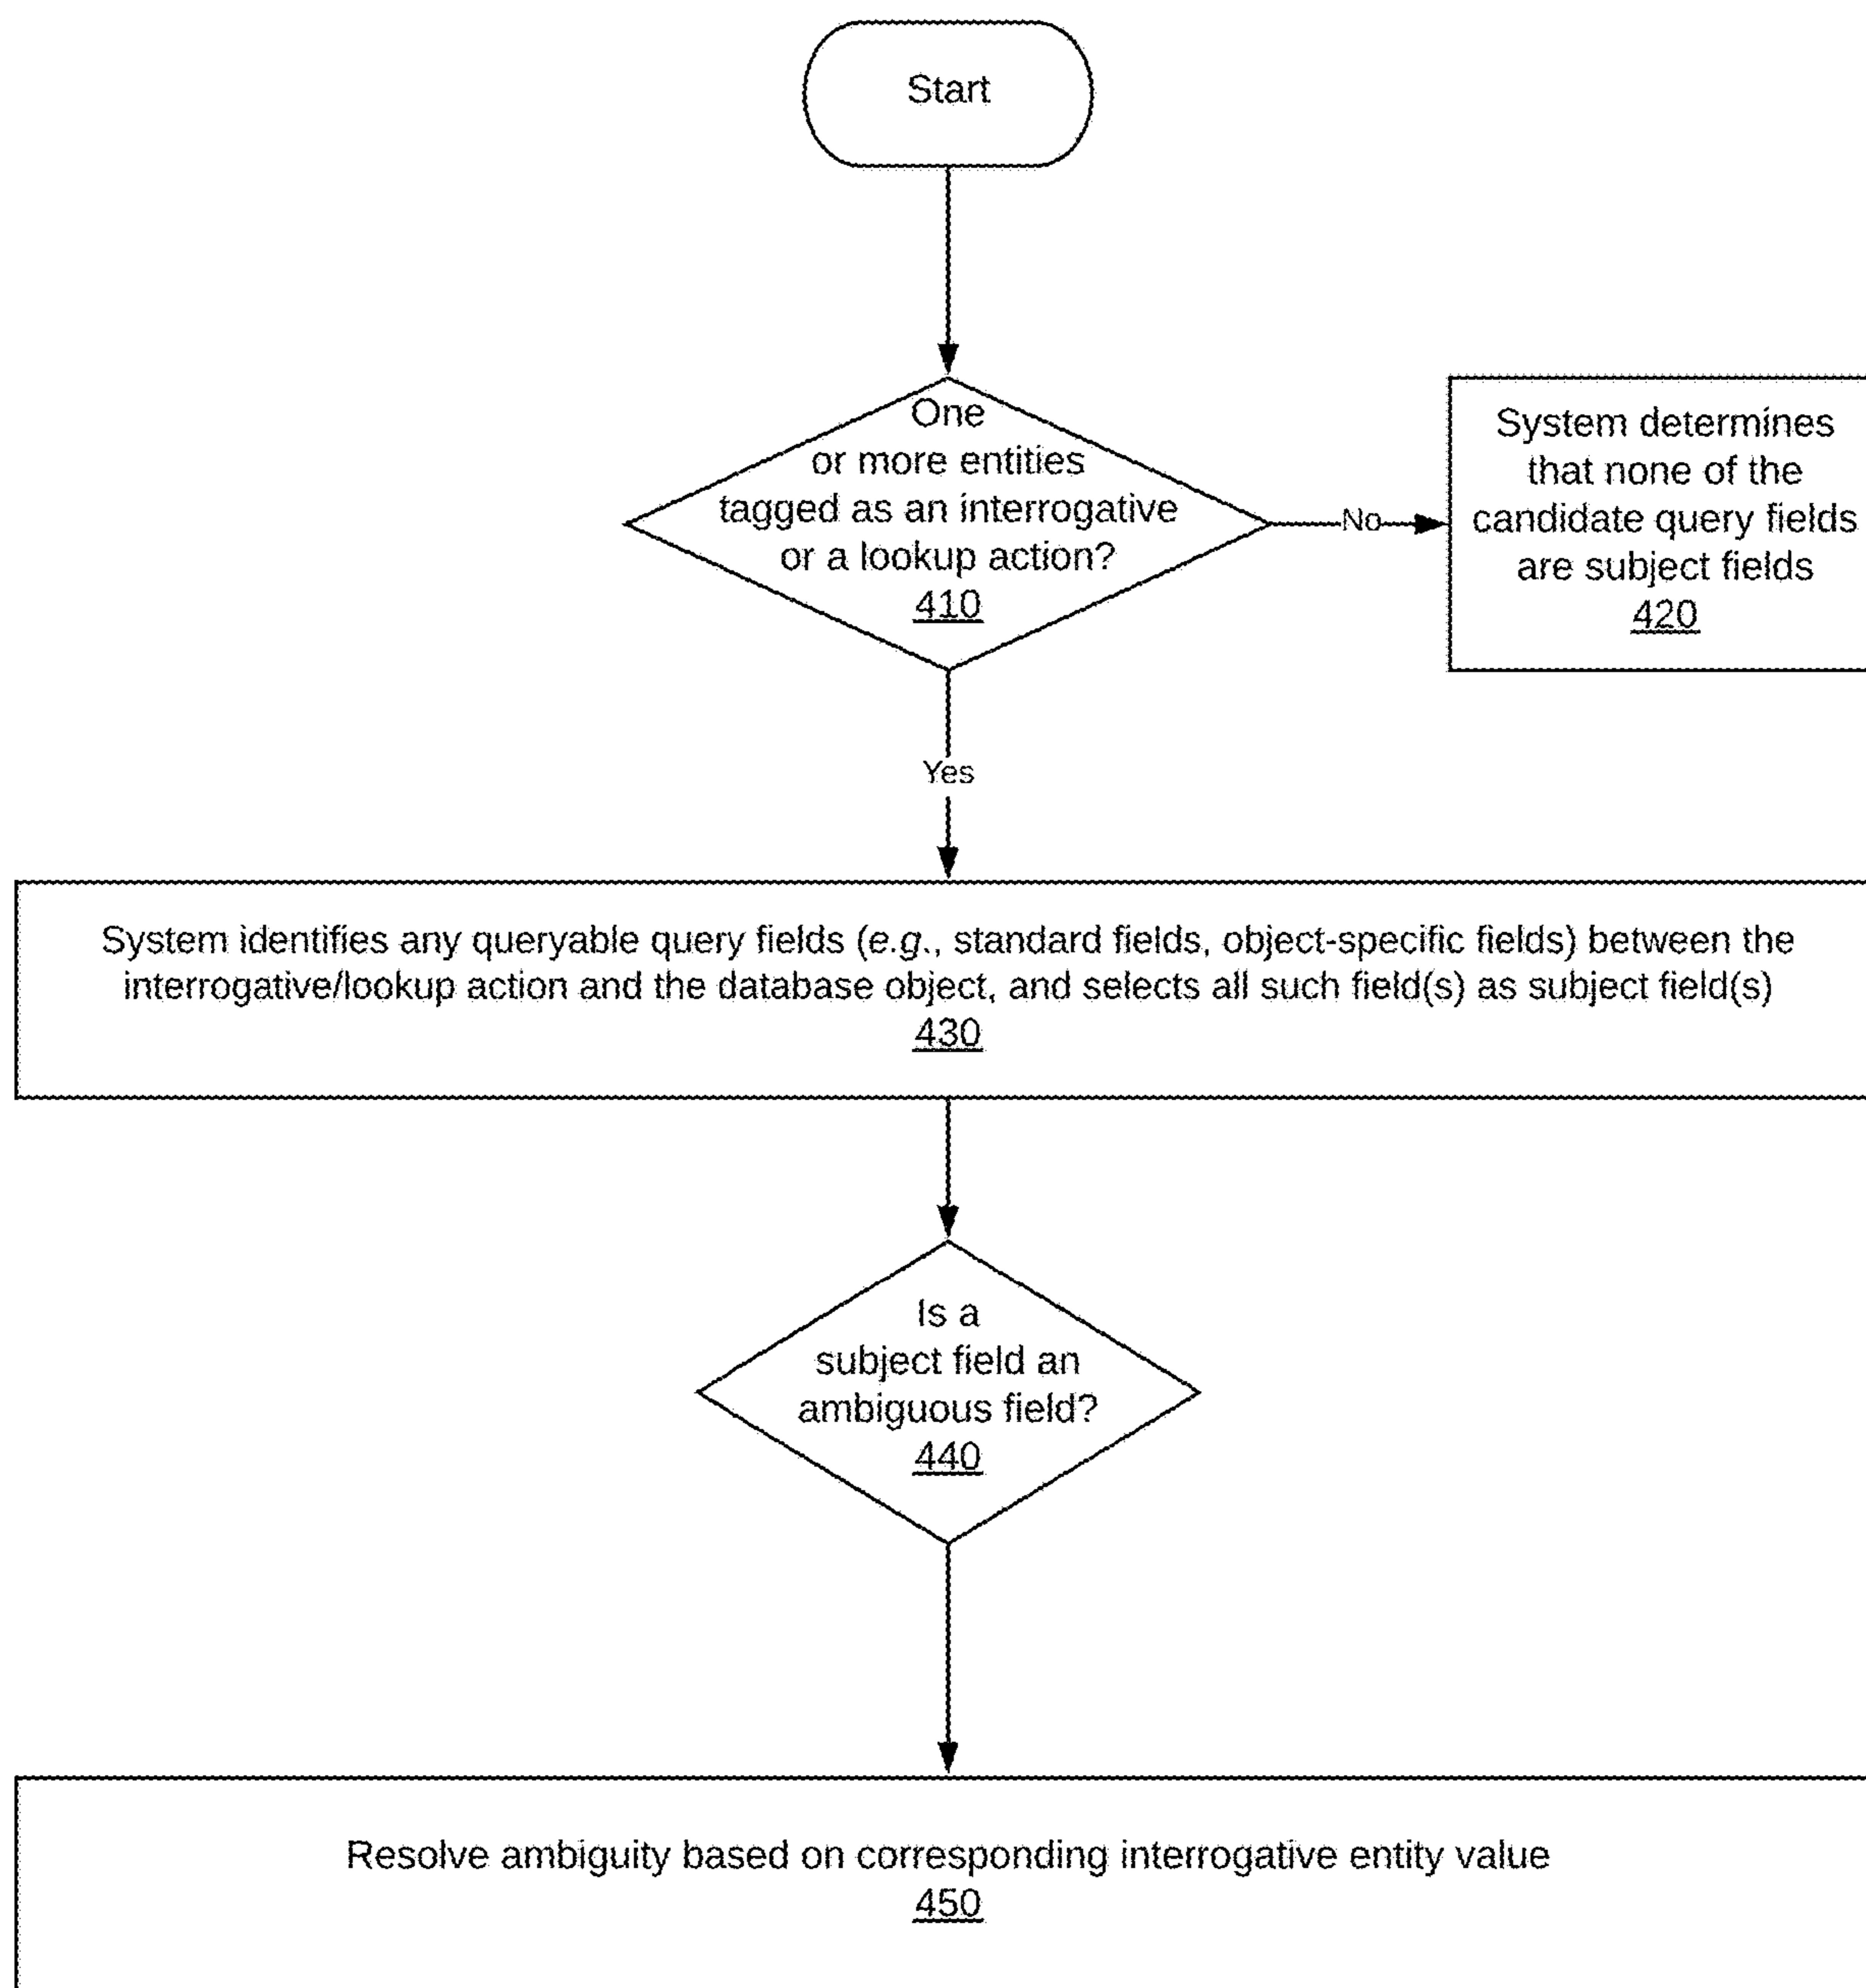 Start
One
or more entities
tagged as an interrogative
or a lookup action?
410
No
System determines
that none of the
candidate query fields
are subject fields
420
Yes
System identifies any queryable query fields (e.g., standard fields, object-specific fields) between the
interrogative/lookup action and the database object, and selects all such field(s) as subject field(s)
430
Is a
subject field an
ambiguous field?
440
Resolve ambiguity based on corresponding interrogative entity value
450